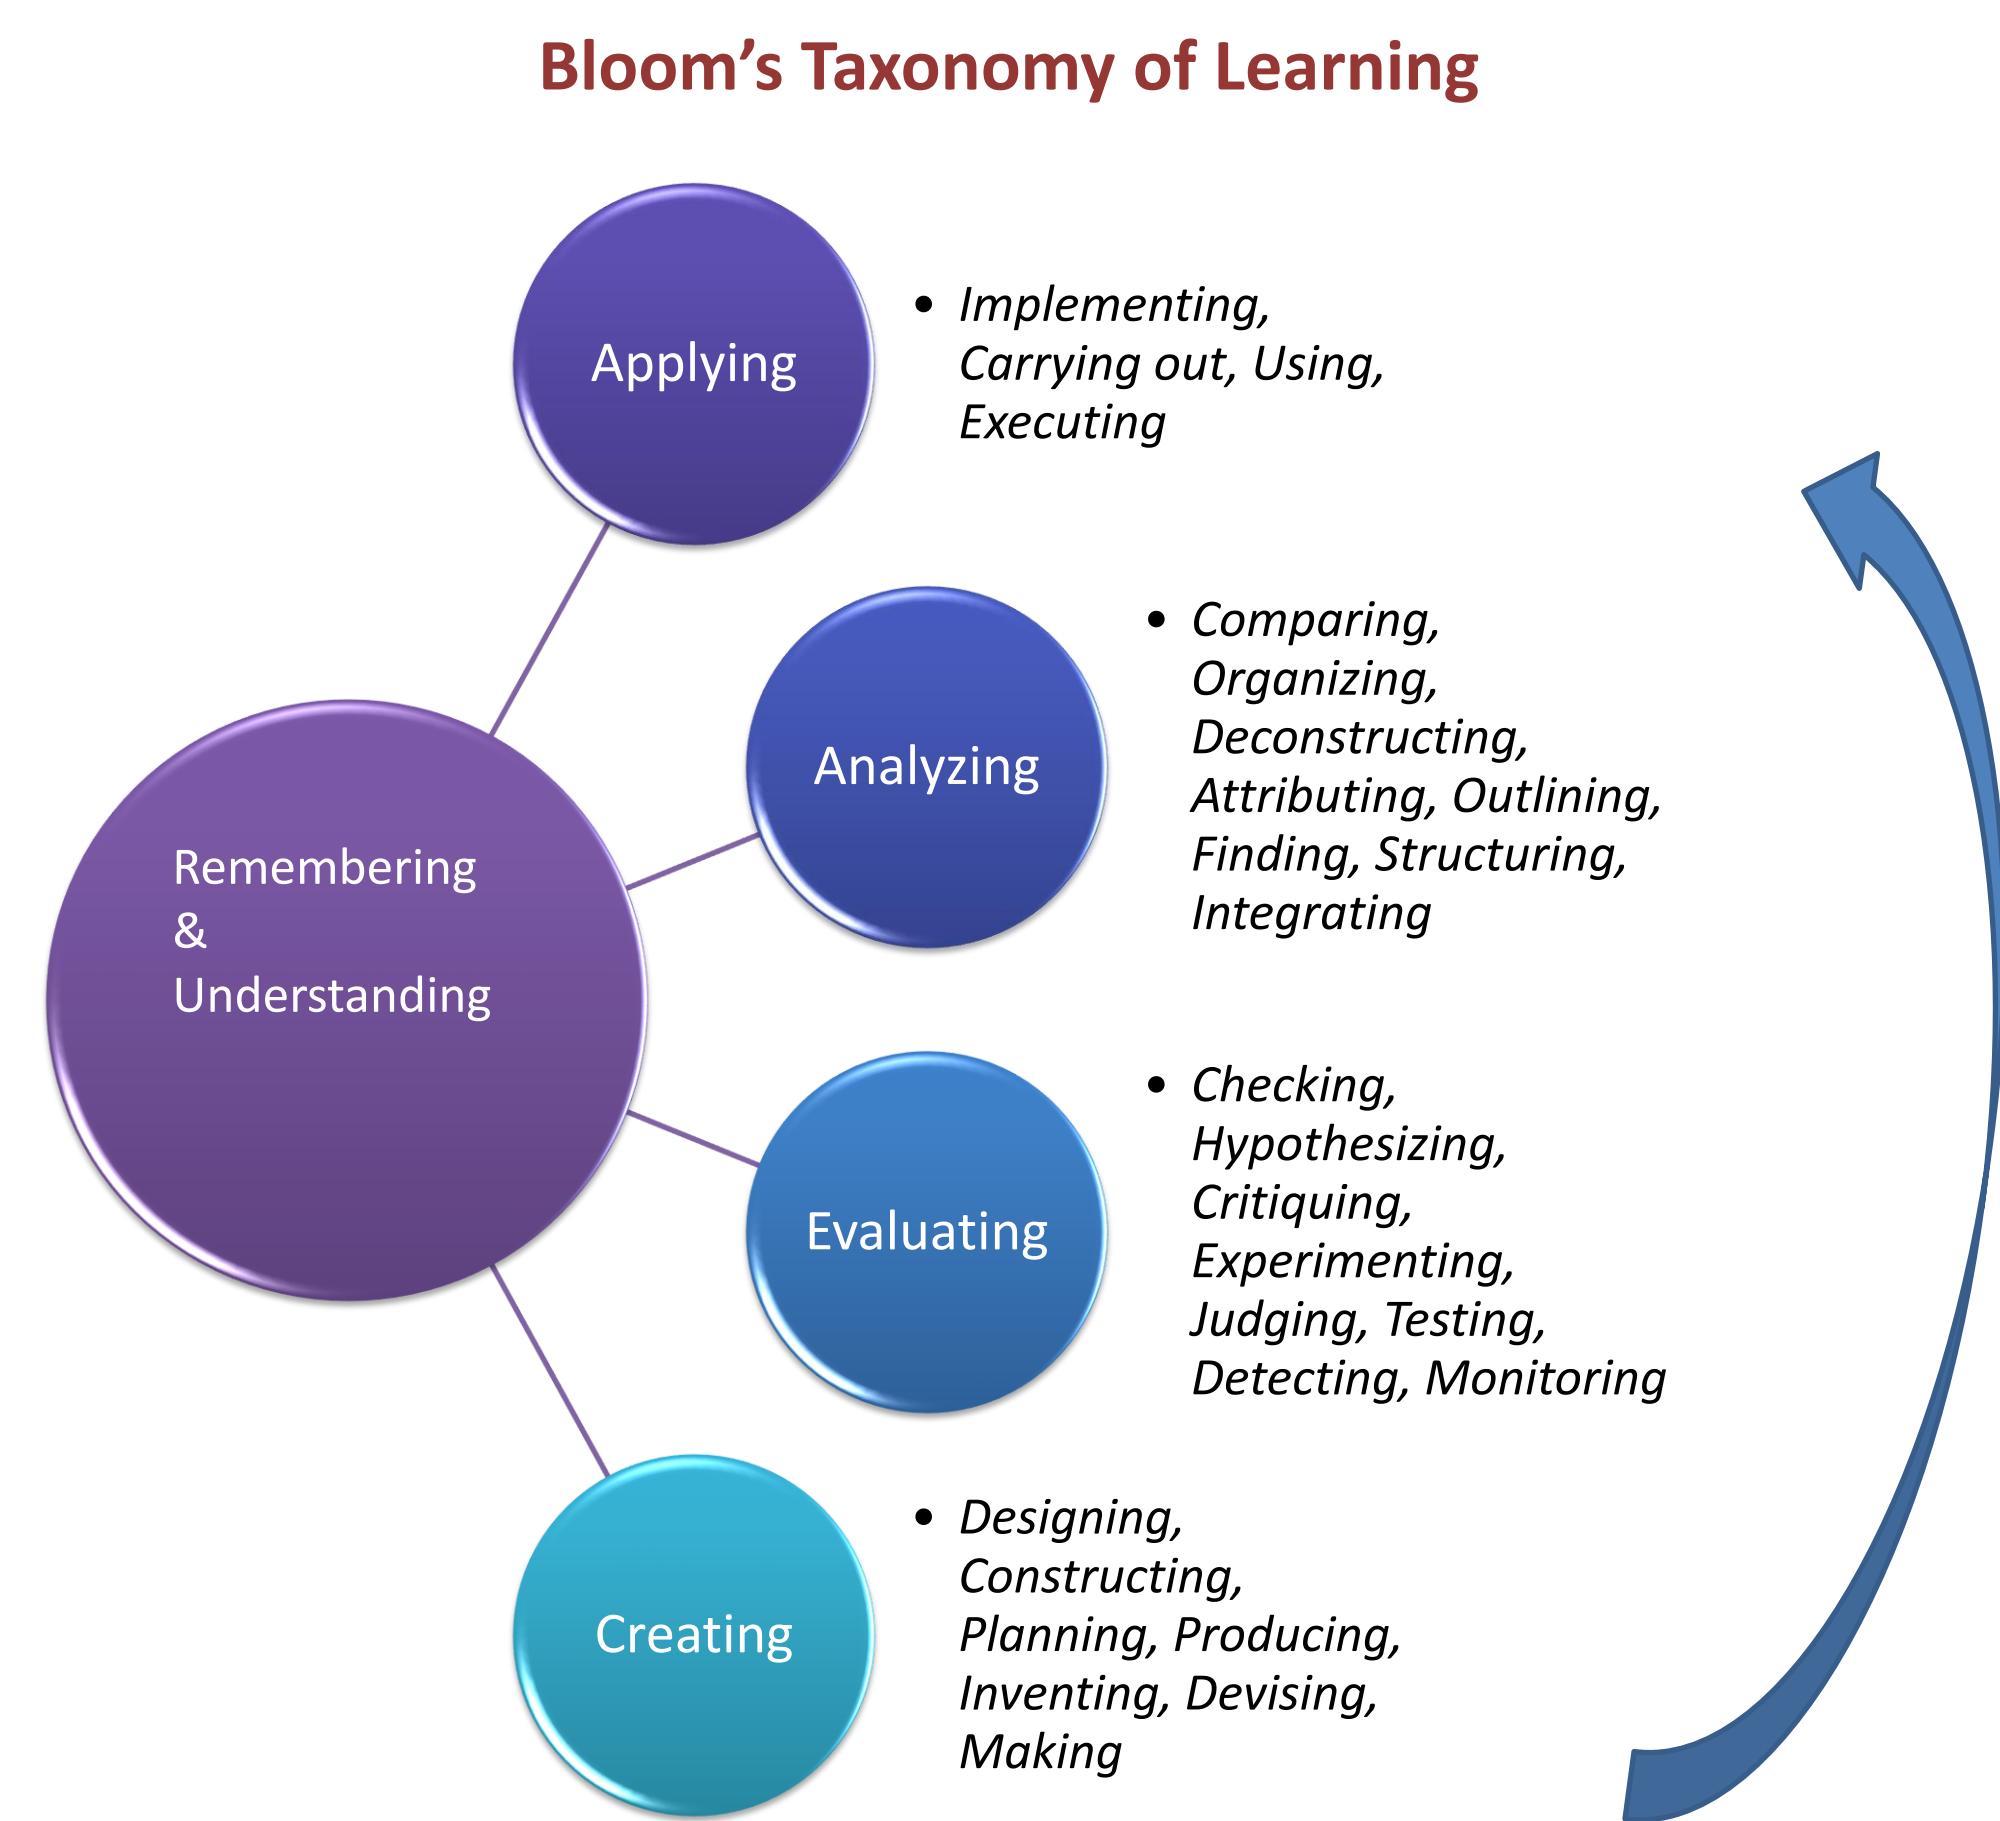 Bloom’s Taxonomy of Learning
Applying
• Implementing,
Carrying out, Using,
Executing
Analyzing
• Comparing,
Organizing,
Deconstructing,
Attributing, Outlining,
Finding, Structuring,
Integrating
Remembering
&
Understanding
Evaluating
• Checking,
Hypothesizing,
Critiquing,
Experimenting,
Judging, Testing,
Detecting, Monitoring
Creating
• Designing,
Constructing,
Planning, Producing,
Inventing, Devising,
Making